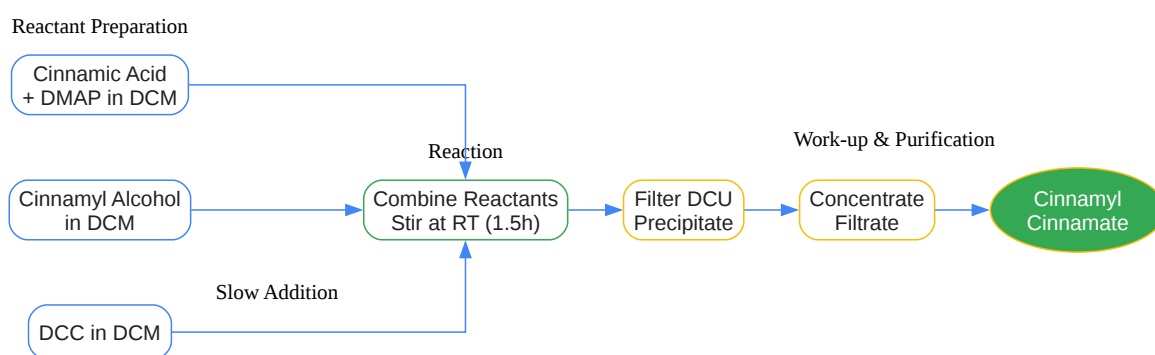 Reactant Preparation
Cinnamic Acid
+ DMAP in DCM
Reaction
Work-up & Purification
Cinnamyl Alcohol
in DCM
Combine Reactants
Stir at RT (1.5h)
Filter DCU
Precipitate
Concentrate
Filtrate
Cinnamyl
Cinnamate
Slow Addition
DCC in DCM